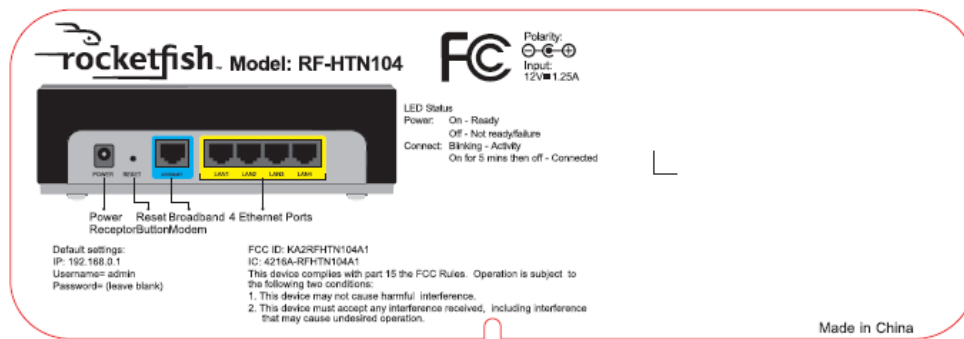 rocketfish™ Model: RF-HTN104
FC
Polarity:
Input:
12V 1.25A
LED Status
Power: On - Ready
Off - Not ready/failure
Connect: Blinking - Activity
On for 5 mins then off - Connected
POWER RESET LAN1 LAN2 LAN3 LAN4
Power Reset Broadband 4 Ethernet Ports
ReceptorButtonModem
Default settings:
IP: 192.168.0.1
Username= admin
Password= (leave blank)
FCC ID: KA2RFHTN104A1
IC: 4216A-RFHTN104A1
This device complies with part 15 the FCC Rules. Operation is subject to
the following two conditions:
1. This device may not cause harmful interference.
2. This device must accept any interference received, including interference
that may cause undesired operation.
Made in China